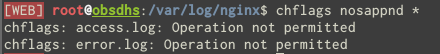 [WEB] root@obsdhs:/var/log/nginx$ chflags nosappnd *
chflags: access.log: Operation not permitted
chflags: error.log: Operation not permitted